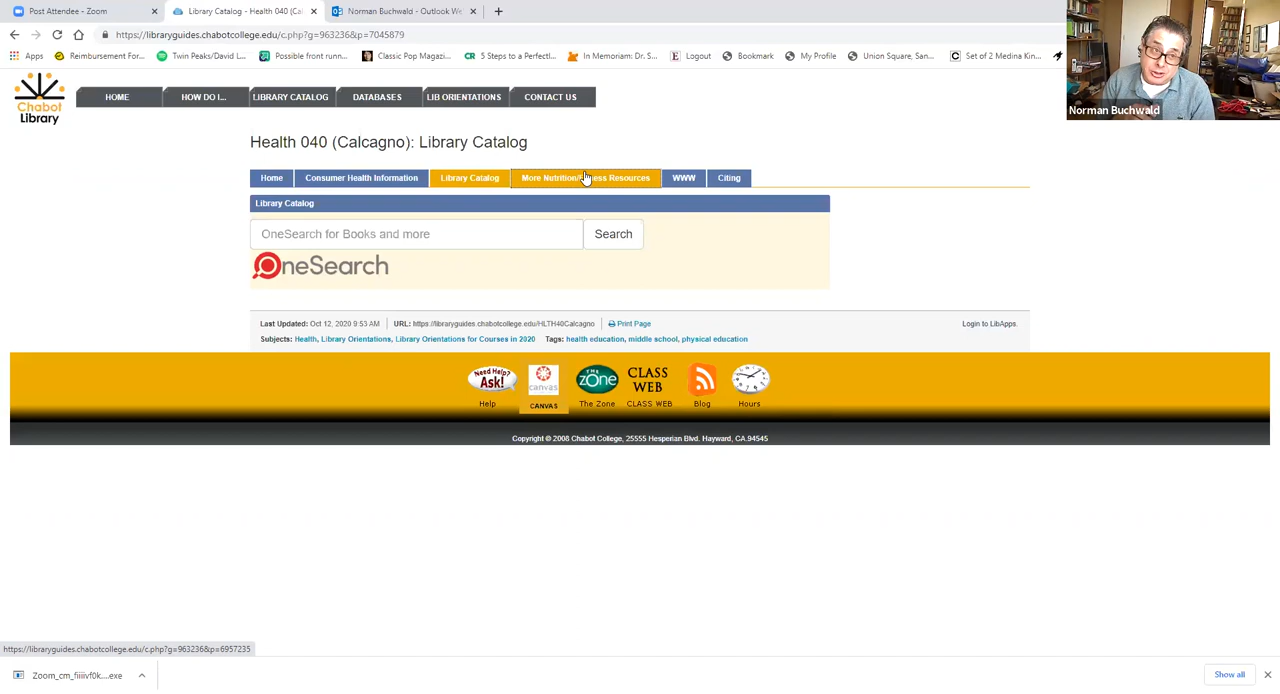 Post Attendee - Zoom
Library Catalog - Health 040 (Cal
Norman Buchwald - Outlook We
https://libraryguides.chabotcollege.edu/c.php?g=963236&p=7045879
Apps
Reimbursement For...
Twin Peaks/David L...
Possible front runn...
Classic Pop Magazi...
5 Steps to a Perfectl...
In Memoriam: Dr. S...
Logout
Bookmark
My Profile
Union Square, San...
Set of 2 Medina Kin...
Norman Buchwald
Chabot
Library
HOME
HOW DO I...
LIBRARY CATALOG
DATABASES
LIB ORIENTATIONS
CONTACT US
Health 040 (Calcagno): Library Catalog
Home
Consumer Health Information
Library Catalog
More Nutrition/ Resources
WWW
Citing
Library Catalog
OneSearch for Books and more
Search
OneSearch
Last Updated: Oct 12, 2020 9:53 AM
URL: https://libraryguides.chabotcollege.edu/HLTH40Calcagno
Print Page
Login to LibApps.
Subjects: Health, Library Orientations, Library Orientations for Courses in 2020
Tags: health education, middle school, physical education
Need Help?
Ask!
canvas
THE
ZONE
CLASS
WEB
Help
CANVAS
The Zone
CLASS WEB
Blog
Hours
Copyright © 2008 Chabot College, 25555 Hesperian Blvd. Hayward, CA.94545
https://libraryguides.chabotcollege.edu/c.php?g=963236&p=6957235
Show all